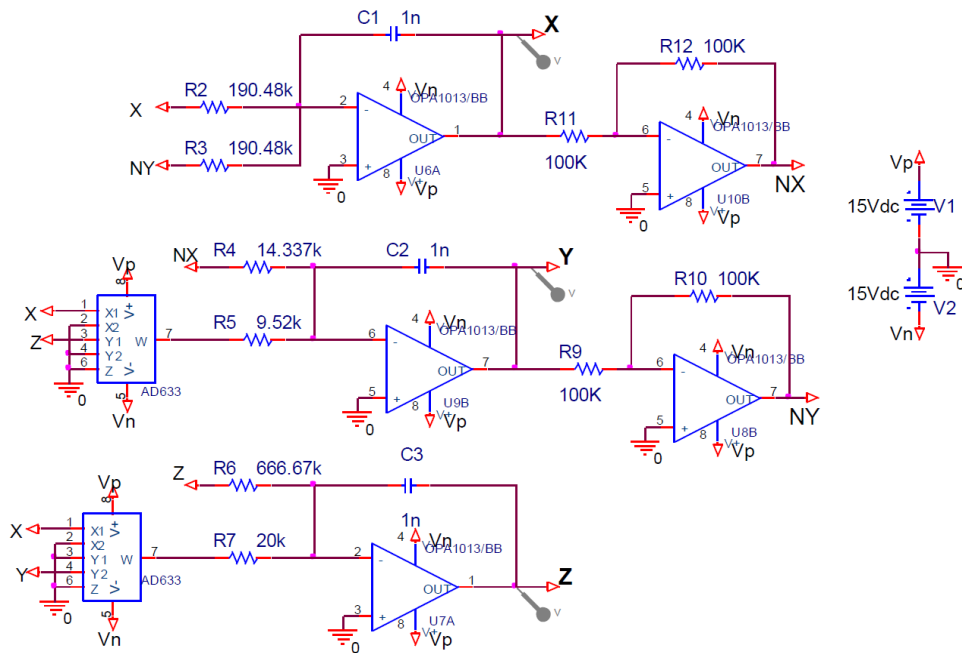 C1 1n
X
V
R2 190.48k
X
R3 190.48k
NY
2
-
3
+
4
Vn
V-
OPA1013/BB
OUT
1
U6A
8
V+
Vp
0
R11
100K
R12 100K
6
-
5
+
4
Vn
V-
OPA1013/BB
OUT
7
NX
U10B
8
V+
Vp
0
Vp
15Vdc
V1
0
15Vdc
V2
Vn
NX R4 14.337k
C2 1n
Y
V
Vp
8
X
1
X1
2
X2
Z
3
Y1
4
Y2
6
Z
V+
W
V-
7
AD633
5
Vn
0
R5 9.52k
6
-
5
+
4
Vn
V-
OPA1013/BB
OUT
7
U9B
8
V+
Vp
0
R9
100K
R10 100K
6
-
5
+
4
Vn
V-
OPA1013/BB
OUT
7
NY
U8B
8
V+
Vp
0
Z R6 666.67k
C3
1n
Vp
8
X
1
X1
2
X2
3
Y1
Y
4
Y2
6
Z
V+
W
V-
7
AD633
5
Vn
0
R7 20k
2
-
3
+
4
Vn
V-
OPA1013/BB
OUT
1
Z
V
U7A
8
V+
Vp
0